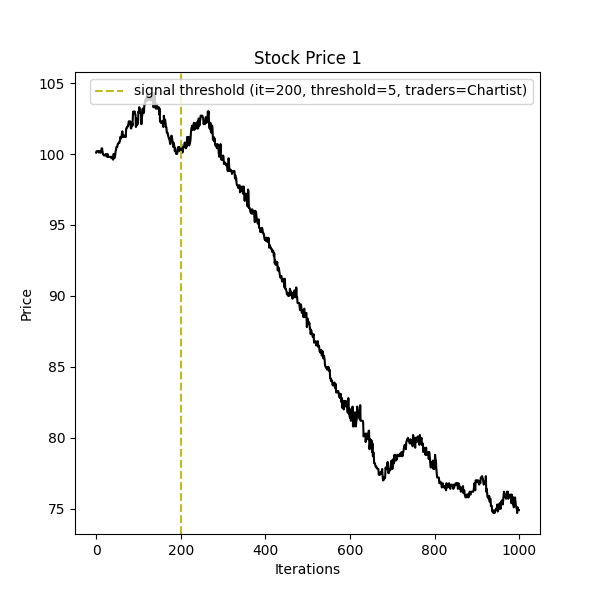 Stock Price 1
signal threshold (it=200, threshold=5, traders=Chartist)
105
100
95
90
85
80
75
Price
0 200 400 600 800 1000
Iterations